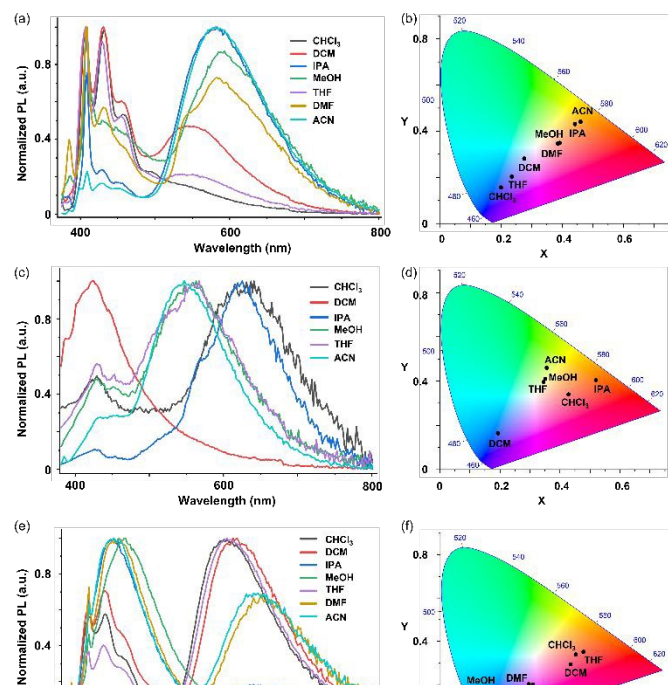 (a)
Normalized PL (a.u.)
0.8
0.4
0
400
500
600
700
800
Wavelength (nm)
CHCl3
DCM
IPA
MeOH
THF
DMF
ACN
(b)
Y
0.8
0.4
0
0
0.2
0.4
0.6
X
520
540
560
580
600
620
500
480
460
ACN
IPA
MeOH
DMF
DCM
THF
CHCl3
(c)
Normalized PL (a.u.)
0.8
0.4
0
400
500
600
700
800
Wavelength (nm)
CHCl3
DCM
IPA
MeOH
THF
ACN
(d)
Y
0.8
0.4
0
0
0.2
0.4
0.6
X
520
540
560
580
600
620
500
480
460
ACN
MeOH
THF
IPA
CHCl3
DCM
(e)
Normalized PL (a.u.)
0.8
0.4
CHCl3
DCM
IPA
MeOH
THF
DMF
ACN
(f)
Y
0.8
0.4
520
540
560
580
600
620
500
CHCl3
THF
DCM
DMF
MeOH